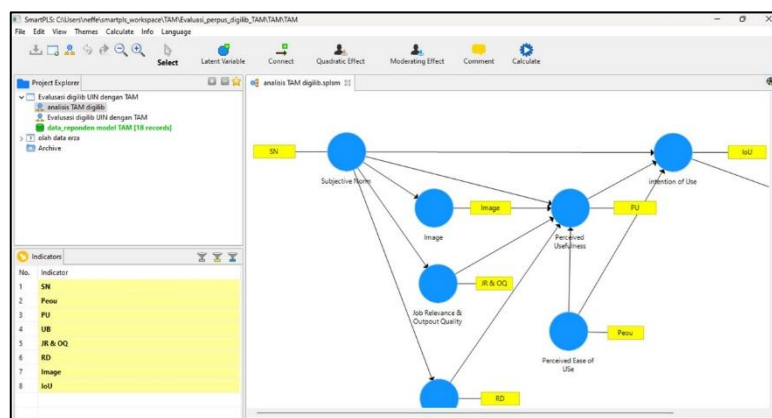 SmartPLS: C:\Users\neffe\smartpls_workspace\TAM\Evaluasi_perpus_digilib_TAM\TAM\TAM
File Edit View Themes Calculate Info Language
Select
Latent Variable
Connect
Quadratic Effect
Moderating Effect
Comment
Calculate
Project Explorer
Evalusasi digilib UIN dengan TAM
analisis TAM digilib
Evaluasi digilib UIN dengan TAM
data_reponden model TAM [18 records]
olah data erza
Archive
Indicators
No. Indicator
1 SN
2 Peou
3 PU
4 UB
5 JR & OQ
6 RD
7 Image
8 IoU
analisis TAM digilib.splsm
SN
Subjective Norm
Intention of Use
IoU
Image
Image
Perceived
Usefulness
PU
Job Relevance &
Outpout Quality
JR & OQ
Perceived Ease of
USe
Peou
RD